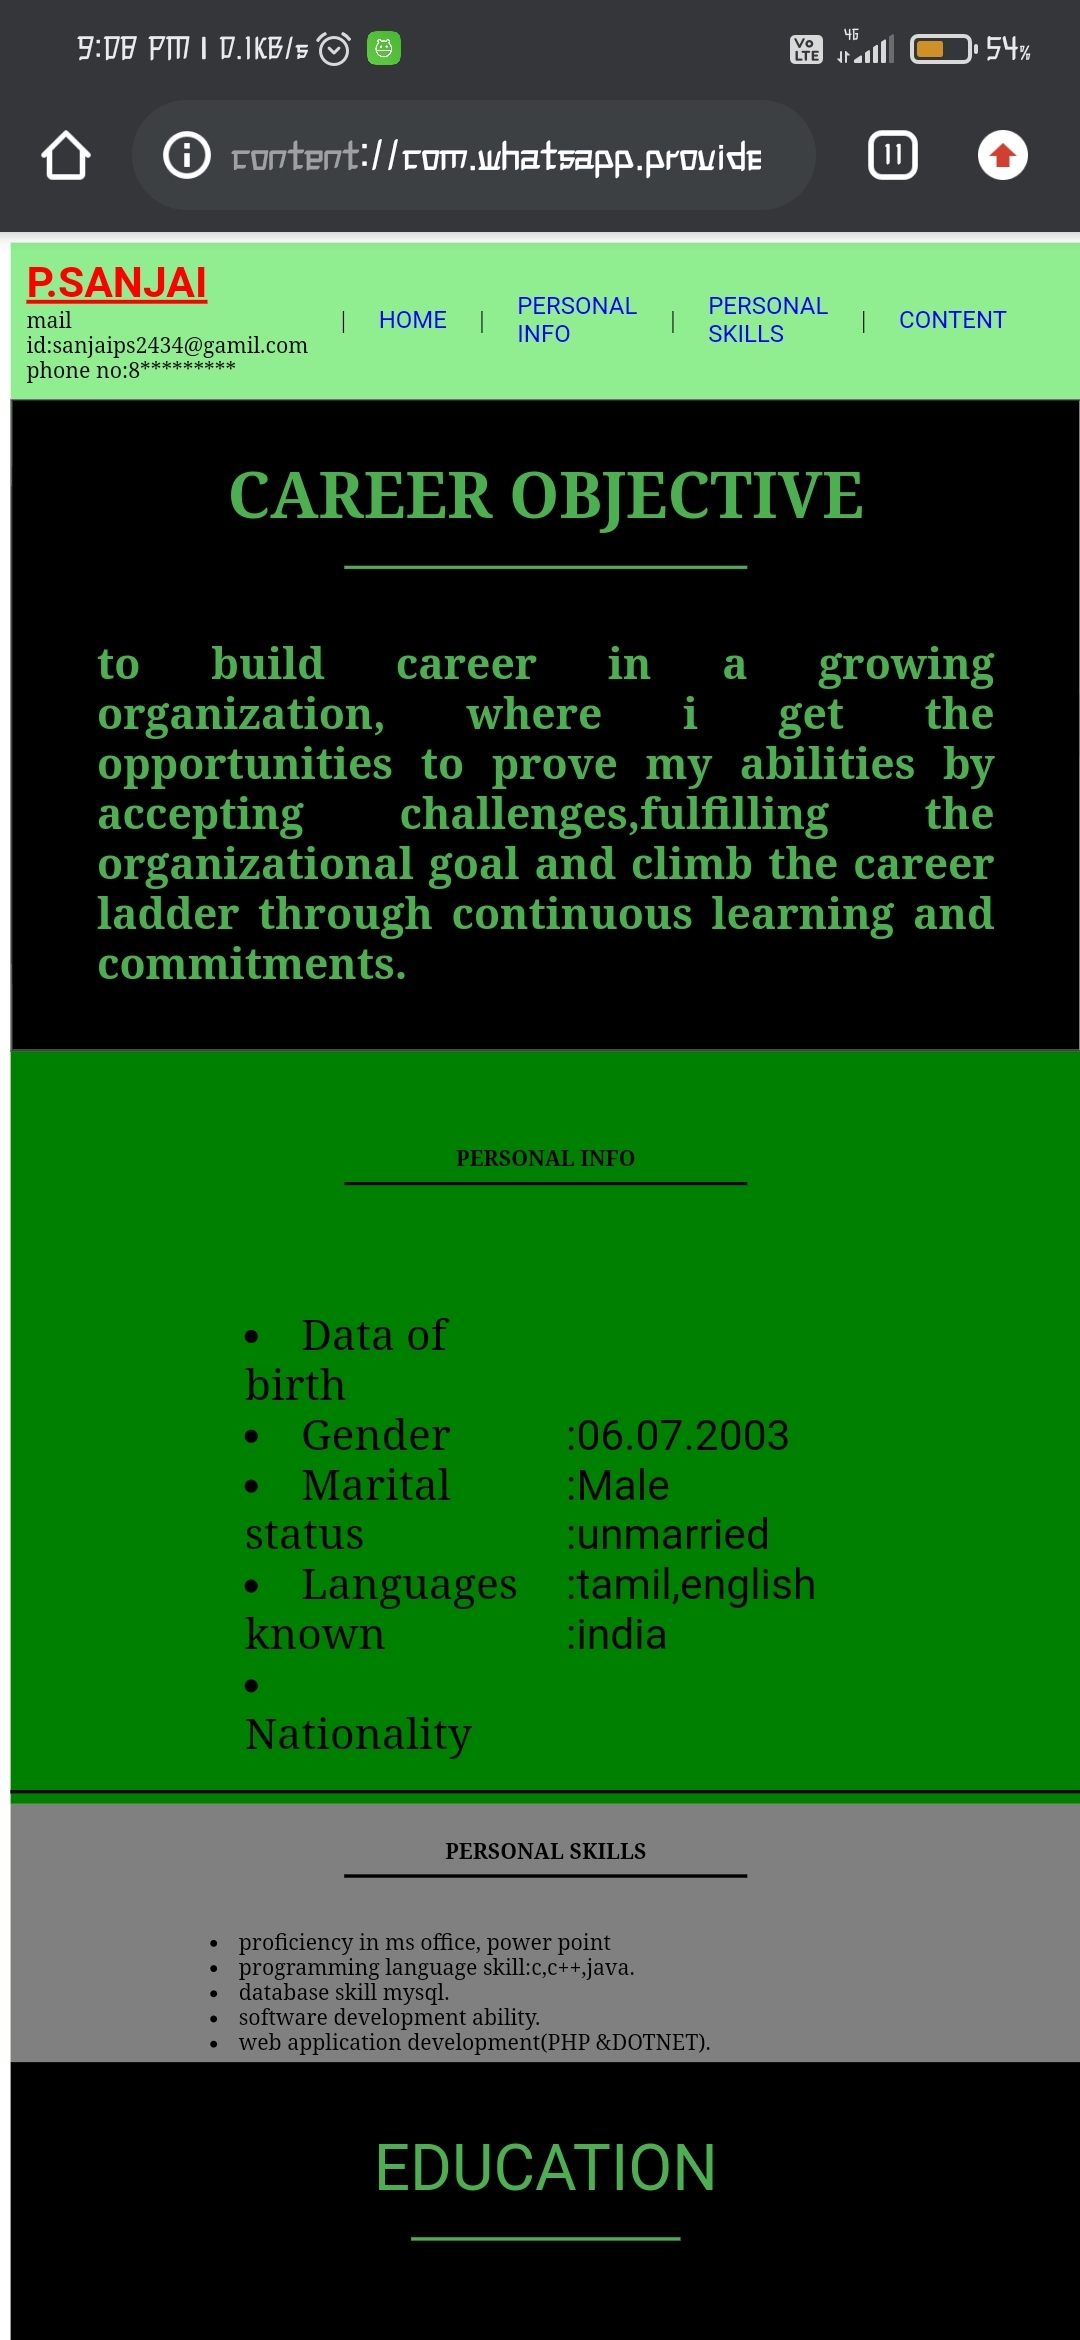 9:08 PM | 0.1KB/s
Vo LTE 4G 54%
content://com.whatsapp.provide
11
P.SANJAI
mail
id:sanjaips2434@gamil.com
phone no:8*********
| HOME | PERSONAL INFO | PERSONAL SKILLS | CONTENT
CAREER OBJECTIVE
to build career in a growing
organization, where i get the
opportunities to prove my abilities by
accepting challenges,fulfilling the
organizational goal and climb the career
ladder through continuous learning and
commitments.
PERSONAL INFO
• Data of
birth
• Gender :06.07.2003
• Marital :Male
status :unmarried
• Languages :tamil,english
known :india
•
Nationality
PERSONAL SKILLS
• proficiency in ms office, power point
• programming language skill:c,c++,java.
• database skill mysql.
• software development ability.
• web application development(PHP &DOTNET).
EDUCATION